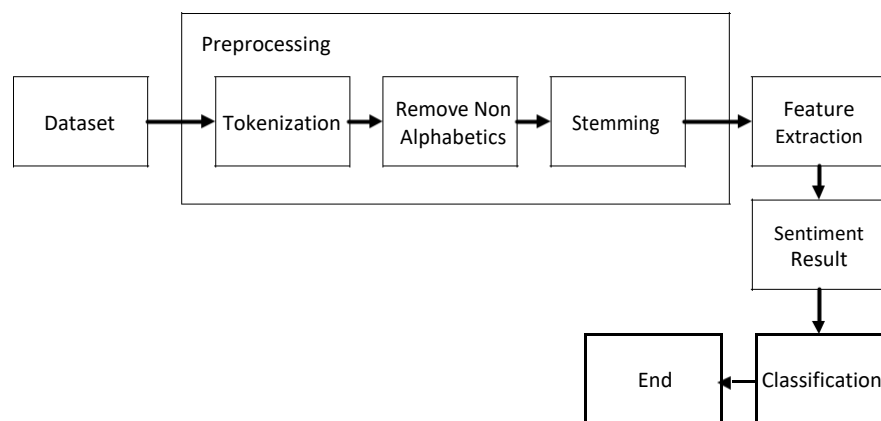 Preprocessing
Dataset
Tokenization
Remove Non
Alphabetics
Stemming
Feature
Extraction
Sentiment
Result
End
Classification